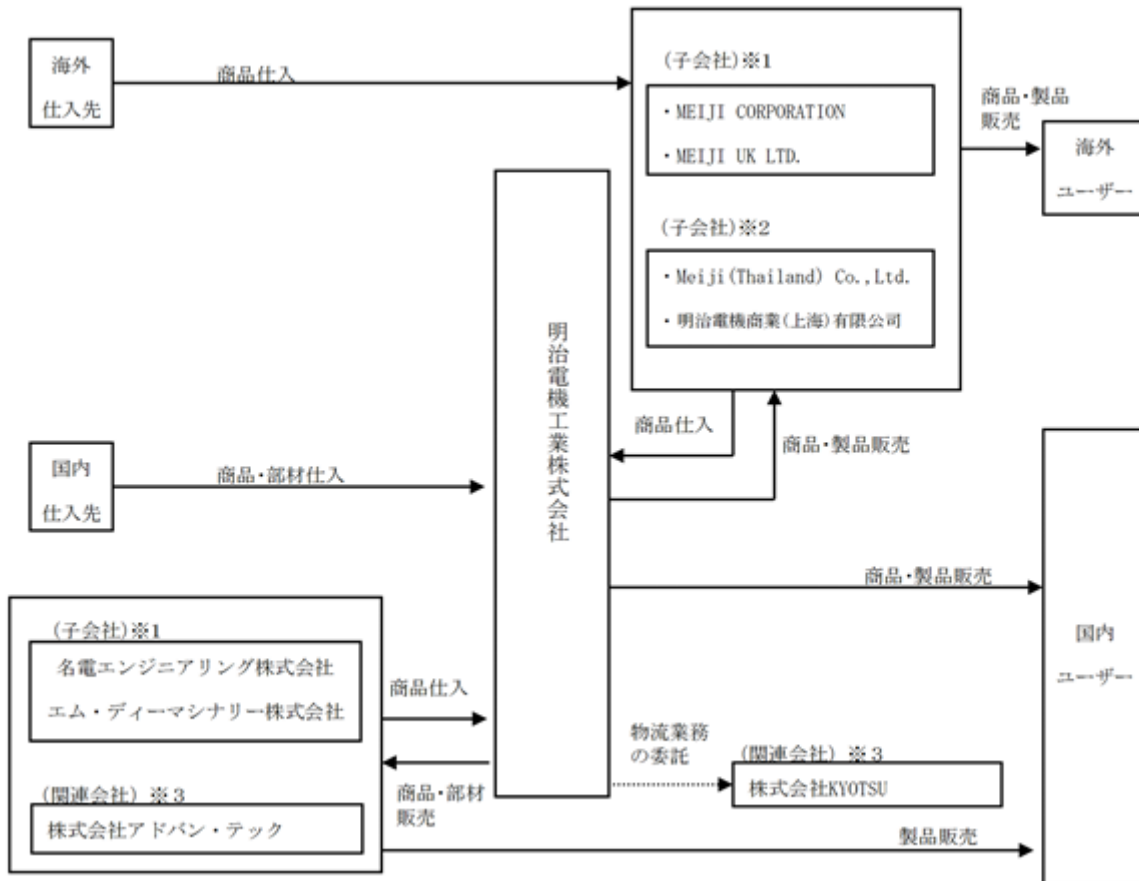 海外
仕入先
商品仕入
(子会社)※1
・MEIJI CORPORATION
・MEIJI UK LTD.
(子会社)※2
・Meiji(Thailand) Co.,Ltd.
・明治電機商業(上海)有限公司
商品・製品
販売
海外
ユーザー
明治電機工業株式会社
商品仕入
商品・製品販売
国内
仕入先
商品・部材仕入
商品・製品販売
国内
ユーザー
(子会社)※1
名電エンジニアリング株式会社
エム・ディーマシナリー株式会社
(関連会社) ※3
株式会社アドバン・テック
商品仕入
商品・部材
販売
物流業務
の委託
(関連会社) ※3
株式会社KYOTSU
製品販売